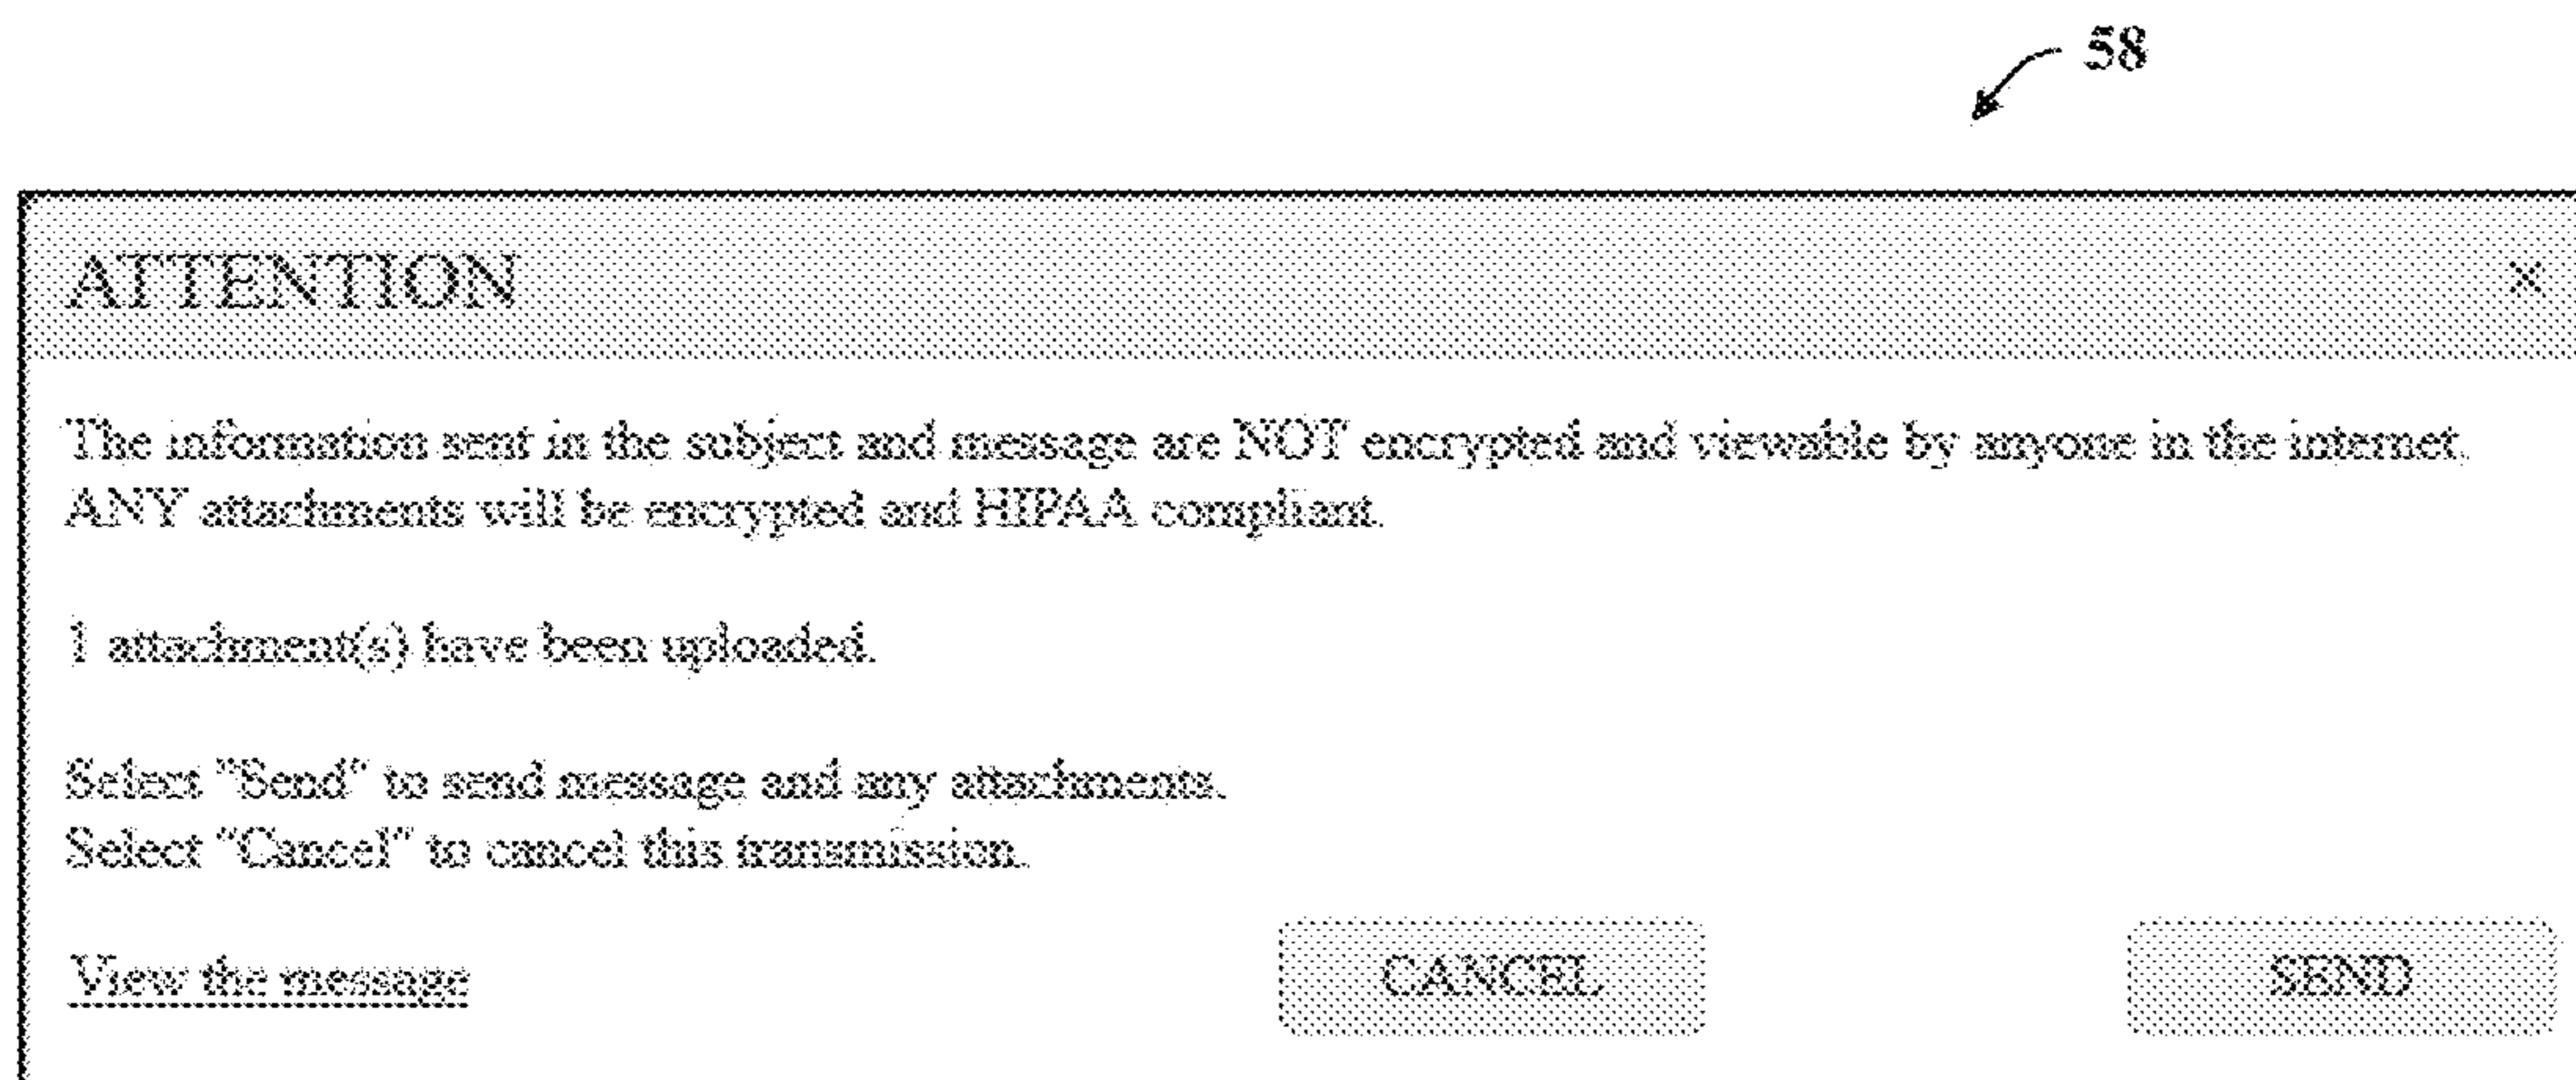 58
ATTENTION ×
The information sent in the subject and message are NOT encrypted and viewable by anyone in the internet.
ANY attachments will be encrypted and HIPAA compliant.
1 attachment(s) have been uploaded.
Select "Send" to send message and any attachments.
Select "Cancel" to cancel this transmission.
View the message CANCEL SEND